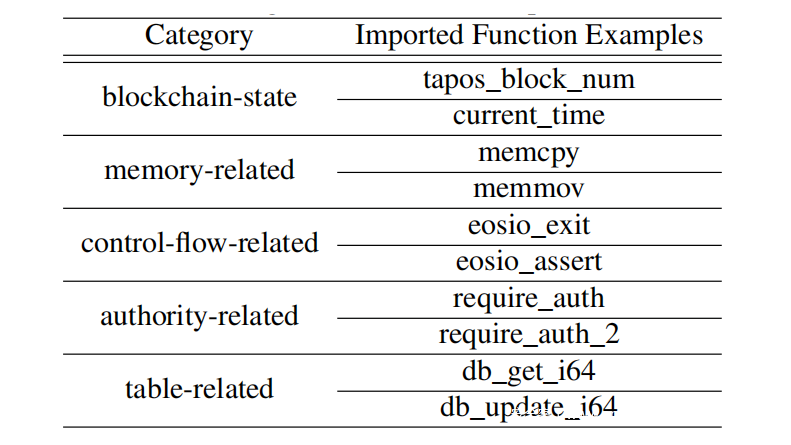 Category Imported Function Examples
blockchain-state
tapos_block_num
current_time
memory-related
memcpy
memmov
control-flow-related
eosio_exit
eosio_assert
authority-related
require_auth
require_auth_2
table-related
db_get_i64
db_update_i64